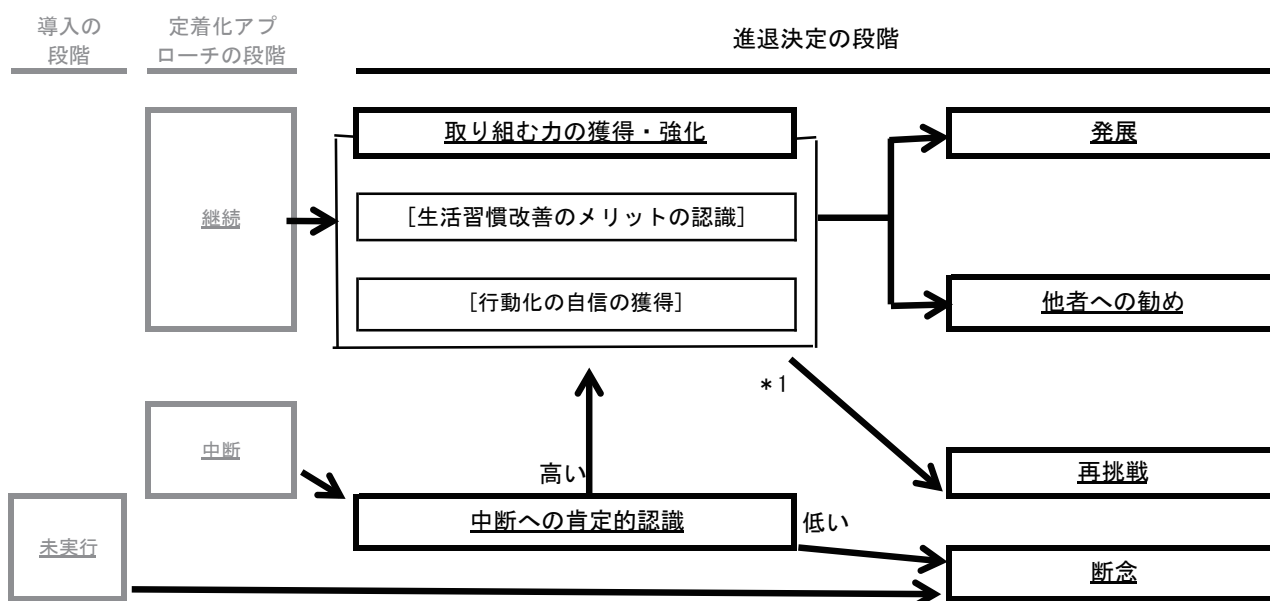 導入の
段階
定着化アプ
ローチの段階
進退決定の段階
取り組む力の獲得・強化
発展
継続
[生活習慣改善のメリットの認識]
[行動化の自信の獲得]
他者への勧め
*1
中断
高い
再挑戦
中断への肯定的認識
低い
未実行
断念